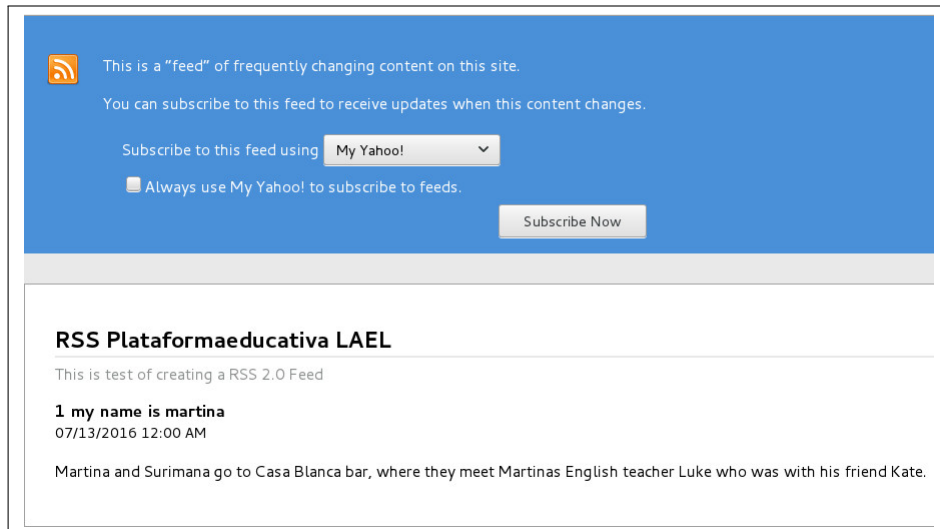 This is a "feed" of frequently changing content on this site.
You can subscribe to this feed to receive updates when this content changes.
Subscribe to this feed using My Yahoo!
Always use My Yahoo! to subscribe to feeds.
Subscribe Now
RSS Plataformaeducativa LAEL
This is test of creating a RSS 2.0 Feed
1 my name is martina
07/13/2016 12:00 AM
Martina and Surimana go to Casa Blanca bar, where they meet Martinas English teacher Luke who was with his friend Kate.